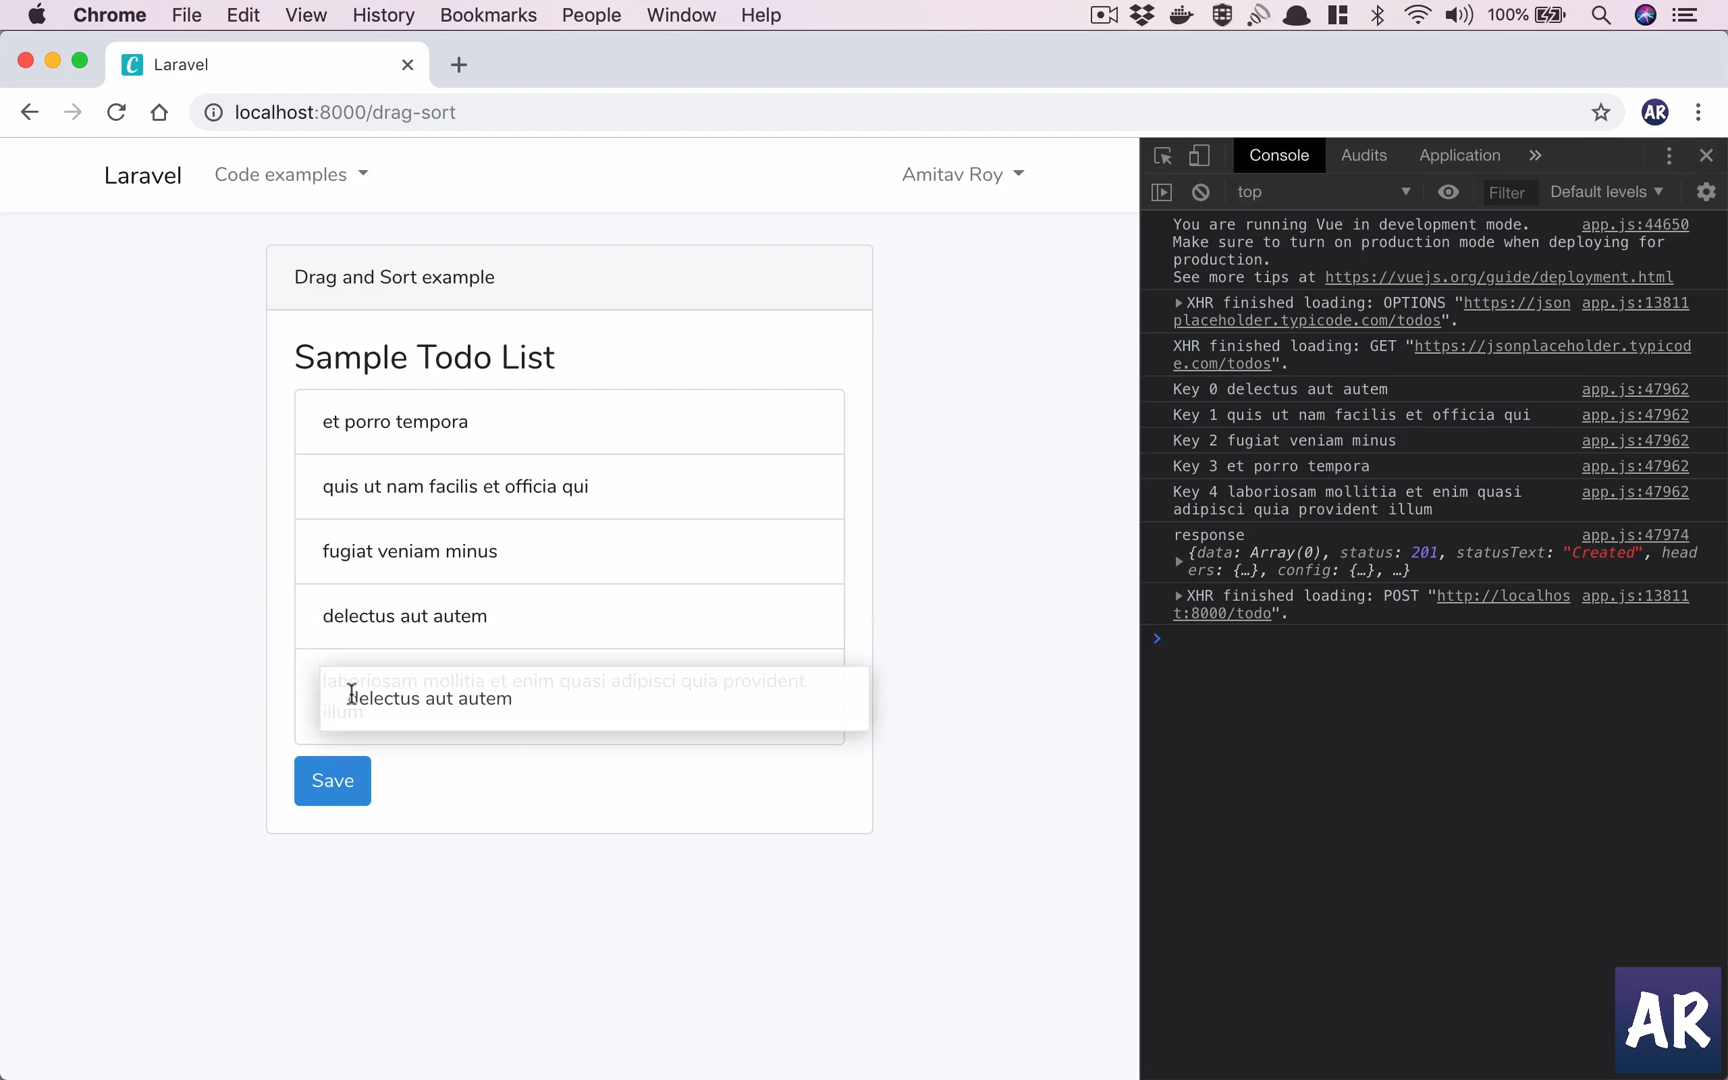 Chrome File Edit View History Bookmarks People Window Help 100%
Laravel
localhost:8000/drag-sort
AR
Laravel Code examples Amitav Roy
Drag and Sort example
Sample Todo List
et porro tempora
quis ut nam facilis et officia qui
fugiat veniam minus
delectus aut autem
laboriosam mollitia et enim quasi adipisci quia provident
delectus aut autem
illum
Save
Console Audits Application
top Filter Default levels
You are running Vue in development mode. app.js:44650
Make sure to turn on production mode when deploying for
production.
See more tips at https://vuejs.org/guide/deployment.html
XHR finished loading: OPTIONS "https://json app.js:13811
placeholder.typicode.com/todos".
XHR finished loading: GET "https://jsonplaceholder.typicod
e.com/todos".
Key 0 delectus aut autem app.js:47962
Key 1 quis ut nam facilis et officia qui app.js:47962
Key 2 fugiat veniam minus app.js:47962
Key 3 et porro tempora app.js:47962
Key 4 laboriosam mollitia et enim quasi app.js:47962
adipisci quia provident illum
response app.js:47974
{data: Array(0), status: 201, statusText: "Created", head
ers: {…}, config: {…}, …}
XHR finished loading: POST "http://localhos app.js:13811
t:8000/todo".
AR